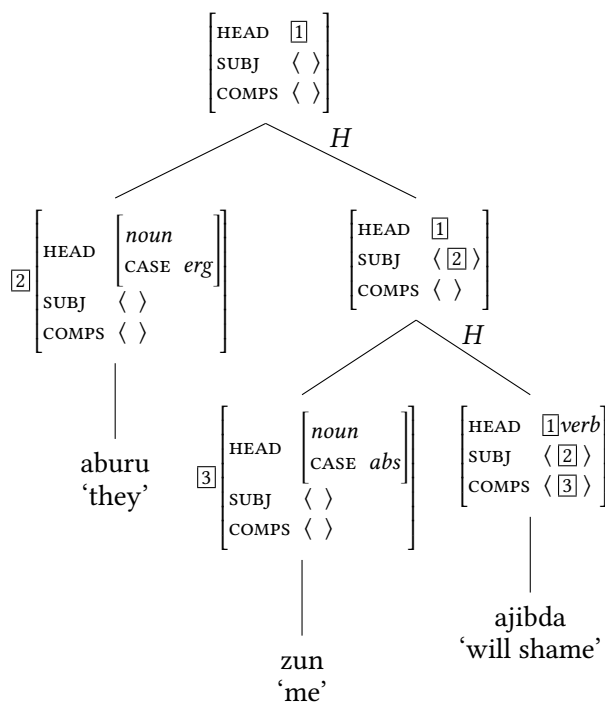 HEAD 1
SUBJ ⟨ ⟩
COMPS ⟨ ⟩
H
2
HEAD noun
CASE erg
SUBJ ⟨ ⟩
COMPS ⟨ ⟩
HEAD 1
SUBJ ⟨ 2 ⟩
COMPS ⟨ ⟩
H
aburu
‘they’
3
HEAD noun
CASE abs
SUBJ ⟨ ⟩
COMPS ⟨ ⟩
HEAD 1 verb
SUBJ ⟨ 2 ⟩
COMPS ⟨ 3 ⟩
zun
‘me’
ajibda
‘will shame’